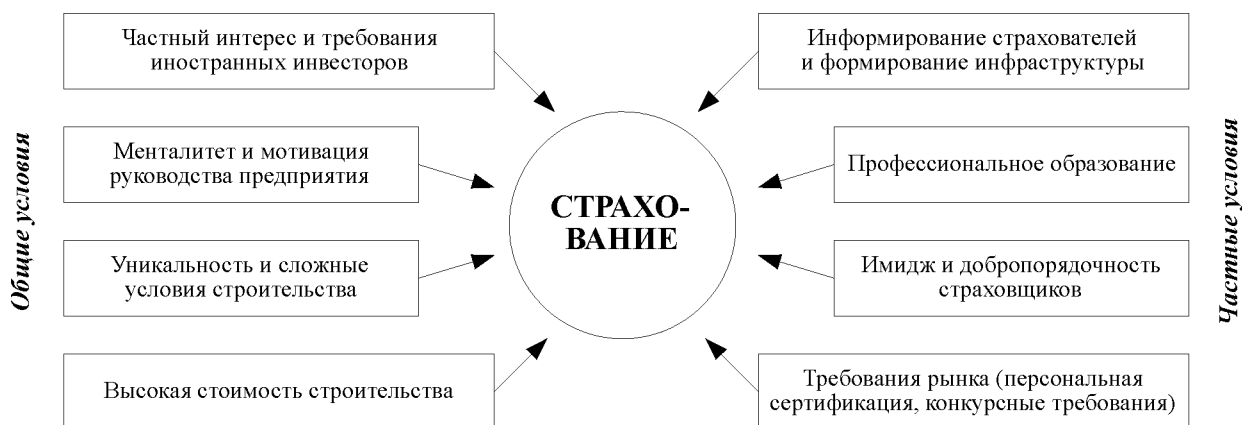 Общие условия
Частный интерес и требования
иностранных инвесторов
Менталитет и мотивация
руководства предприятия
Уникальность и сложные
условия строительства
Высокая стоимость строительства
СТРАХО-
ВАНИЕ
Информирование страхователей
и формирование инфраструктуры
Профессиональное образование
Имидж и добропорядочность
страховщиков
Требования рынка (персональная
сертификация, конкурсные требования)
Частные условия